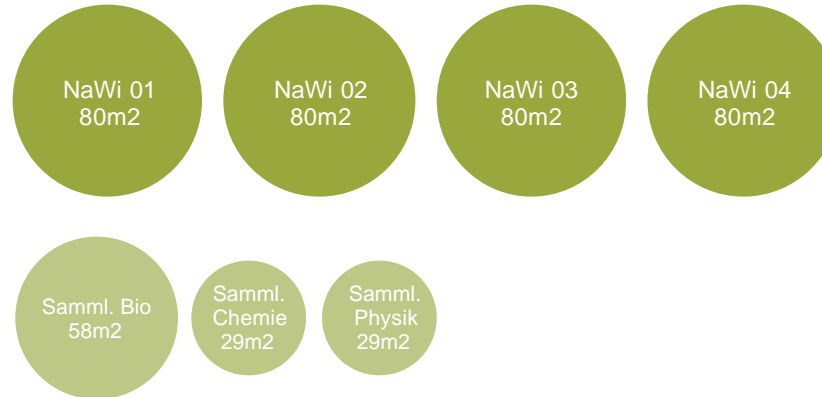 NaWi 01
80m2
NaWi 02
80m2
NaWi 03
80m2
NaWi 04
80m2
Samml. Bio
58m2
Samml.
Chemie
29m2
Samml.
Physik
29m2